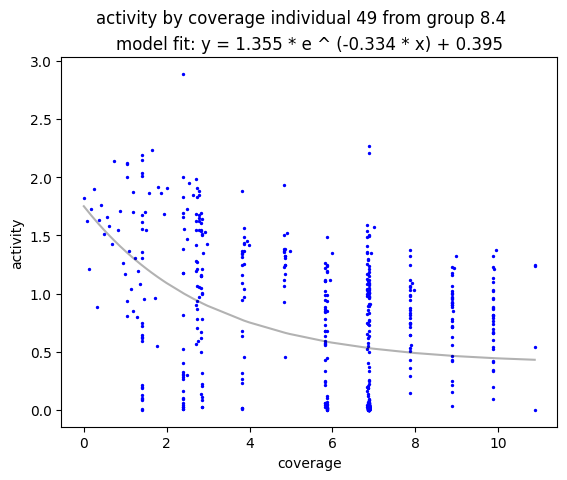 activity by coverage individual 49 from group 8.4
model fit: y = 1.355 * e ^ (-0.334 * x) + 0.395
3.0
2.5
2.0
1.5
1.0
0.5
0.0
activity
0 2 4 6 8 10
coverage